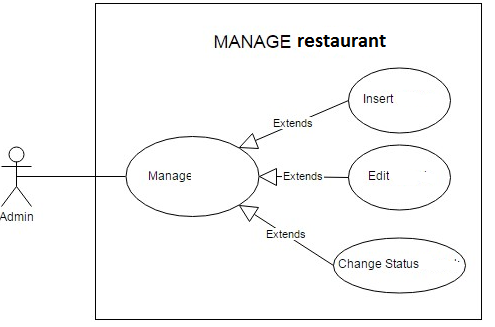 MANAGE restaurant
Insert
Extends
Manage
Extends
Edit
Admin
Extends
Change Status